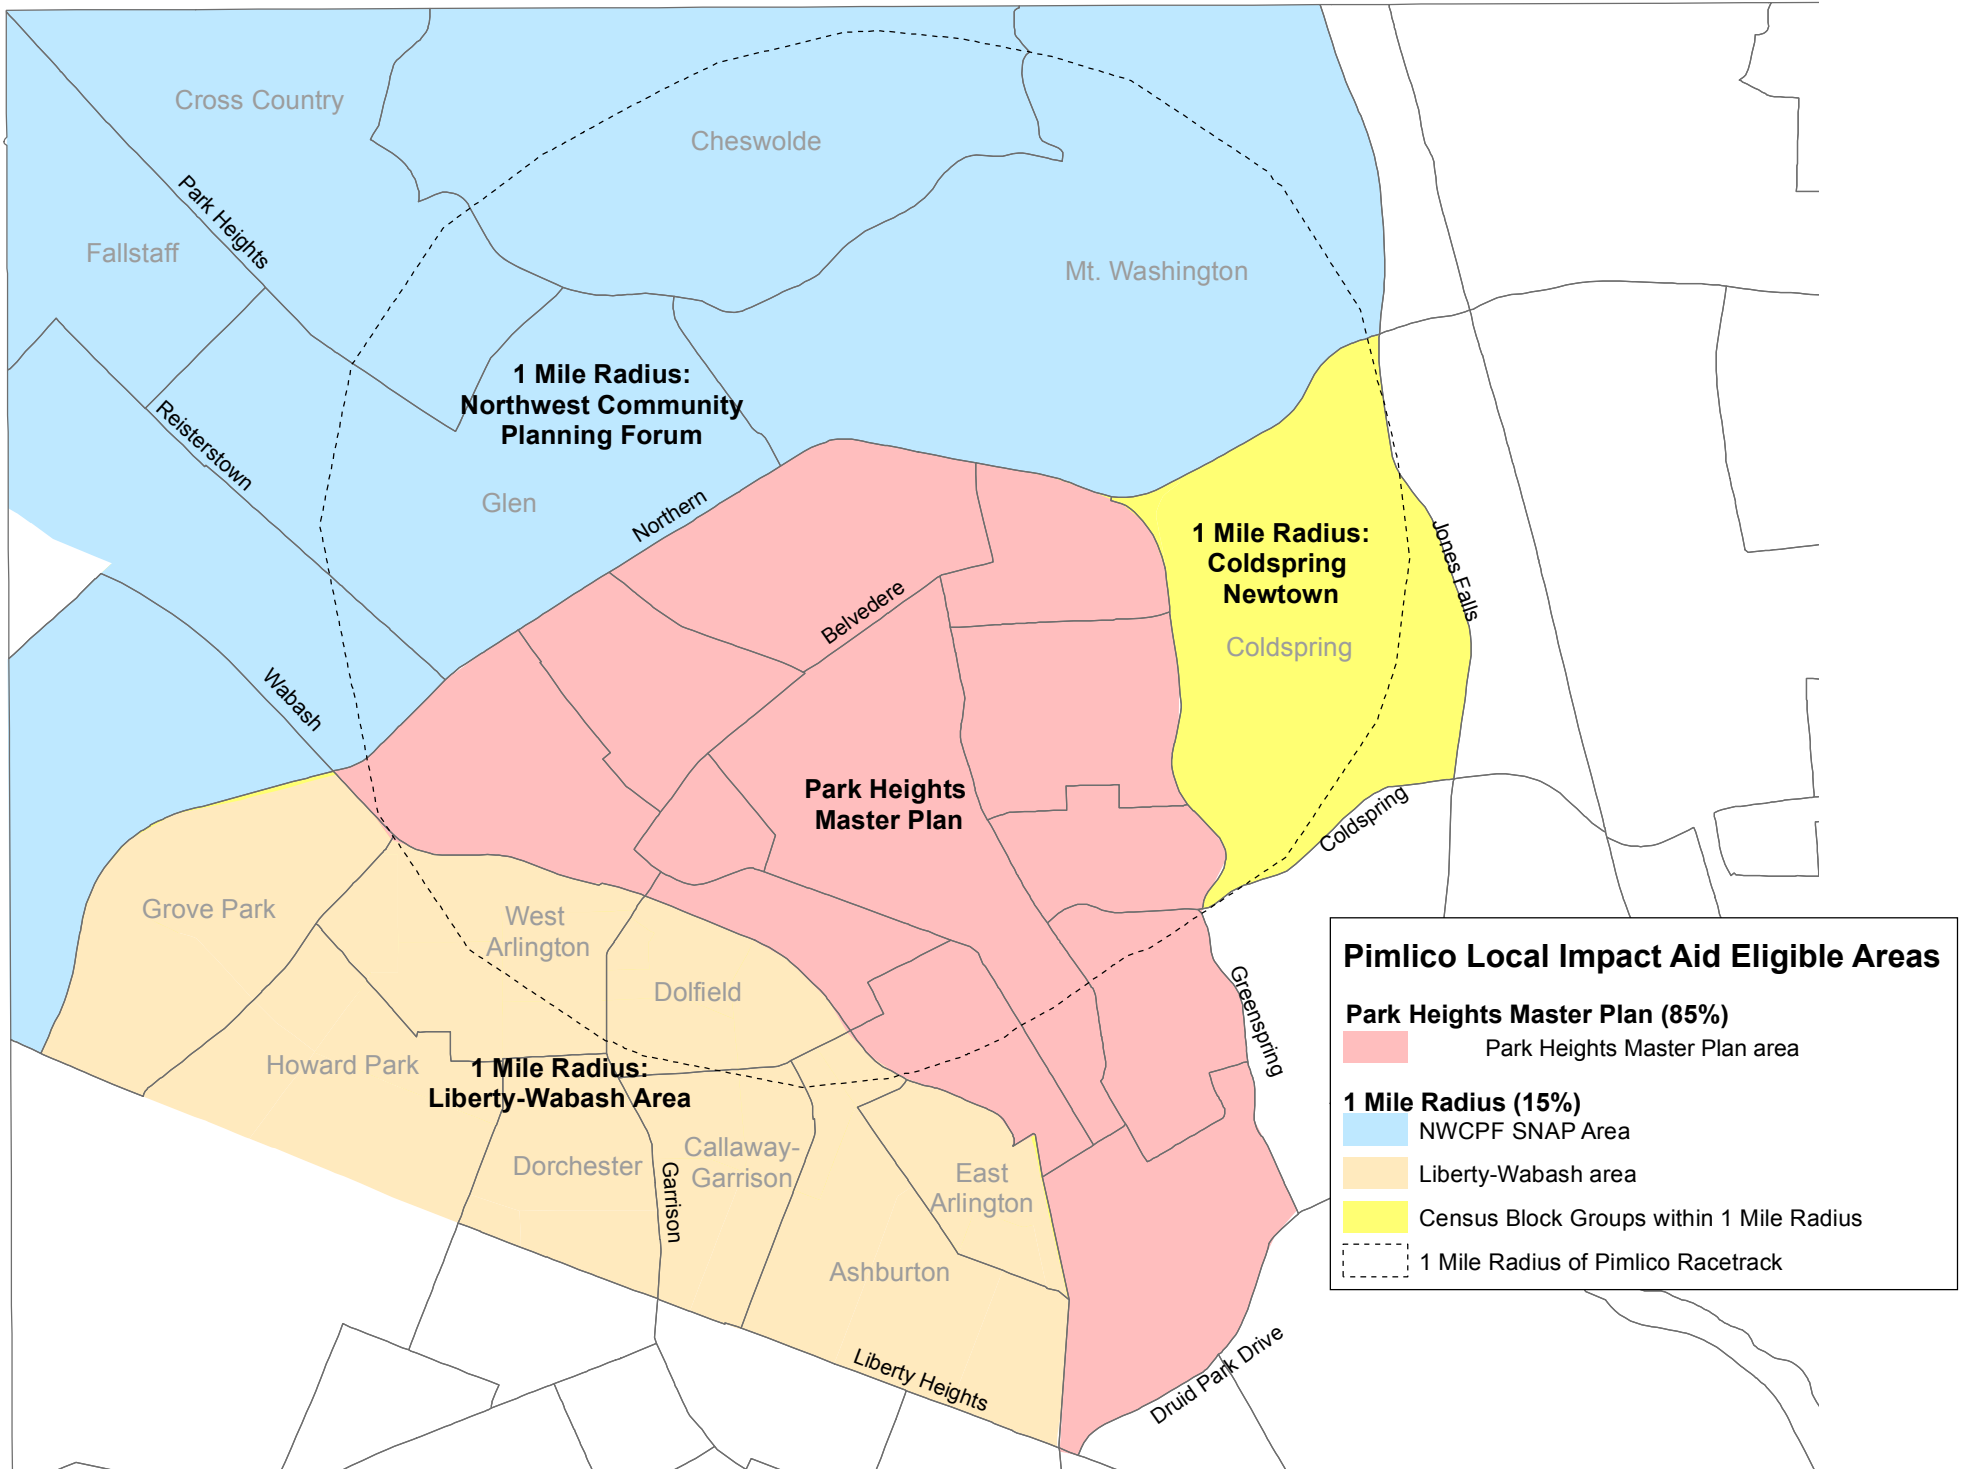 Cross Country
Cheswolde
Park Heights
Fallstaff
Mt. Washington
1 Mile Radius:
Northwest Community
Planning Forum
Reisterstown
Glen
Northern
1 Mile Radius:
Coldspring
Newtown
Jones Falls
Coldspring
Belvedere
Wabash
Park Heights
Master Plan
Coldspring
Grove Park
West
Arlington
Dolfield
Greenspring
Howard Park
1 Mile Radius:
Liberty-Wabash Area
Dorchester
Garrison
Callaway-
Garrison
East
Arlington
Ashburton
Liberty Heights
Druid Park Drive
Pimlico Local Impact Aid Eligible Areas
Park Heights Master Plan (85%)
Park Heights Master Plan area
1 Mile Radius (15%)
NWCPF SNAP Area
Liberty-Wabash area
Census Block Groups within 1 Mile Radius
1 Mile Radius of Pimlico Racetrack